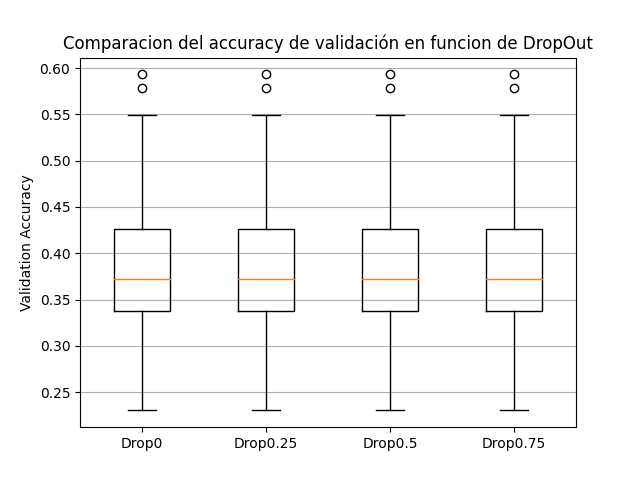 Comparacion del accuracy de validación en funcion de DropOut
0.60
0.55
0.50
0.45
0.40
0.35
0.30
0.25
Validation Accuracy
Drop0 Drop0.25 Drop0.5 Drop0.75